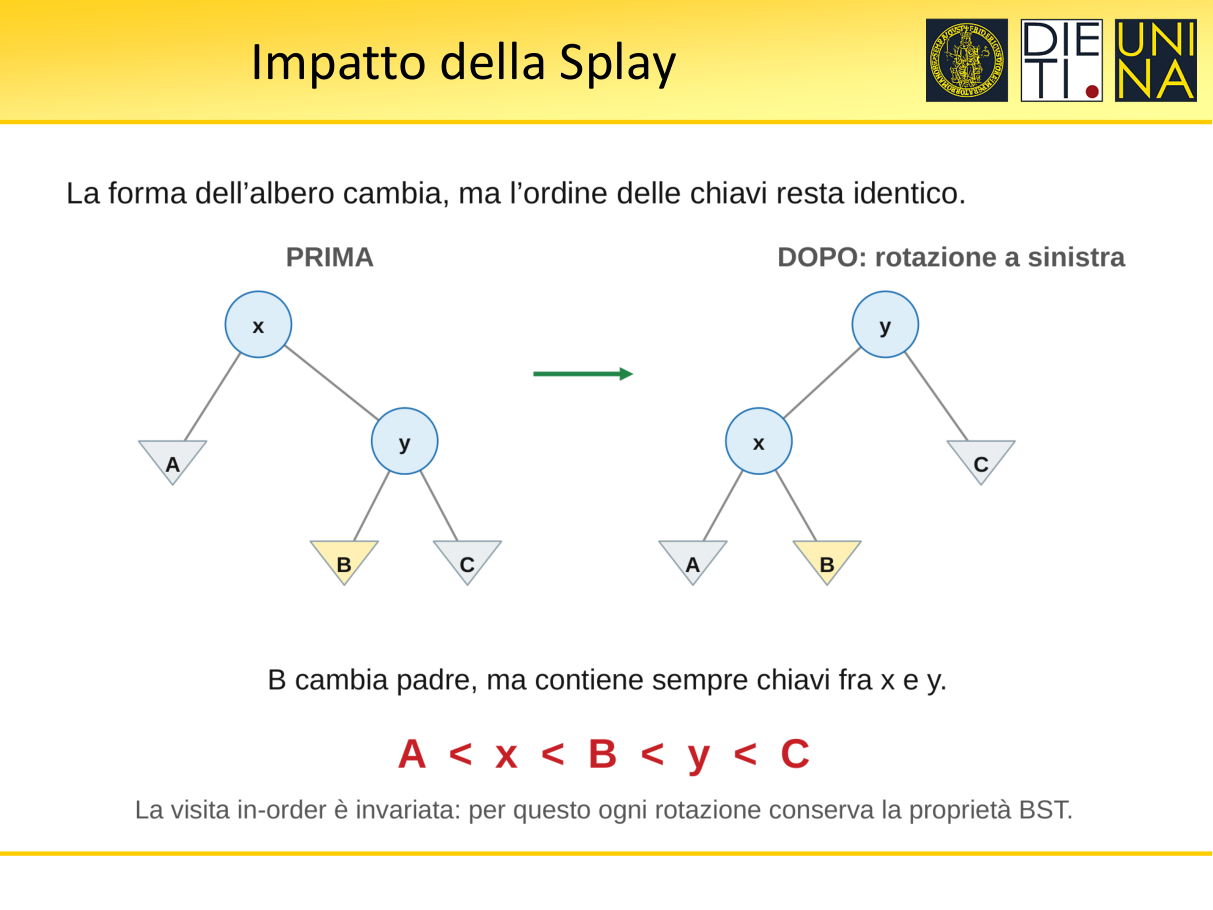 Impatto della Splay
DIE
TI.
UNI
NA
La forma dell’albero cambia, ma l’ordine delle chiavi resta identico.
PRIMA
DOPO: rotazione a sinistra
x
y
A
B
C
y
x
C
A
B
B cambia padre, ma contiene sempre chiavi fra x e y.
A < x < B < y < C
La visita in-order è invariata: per questo ogni rotazione conserva la proprietà BST.